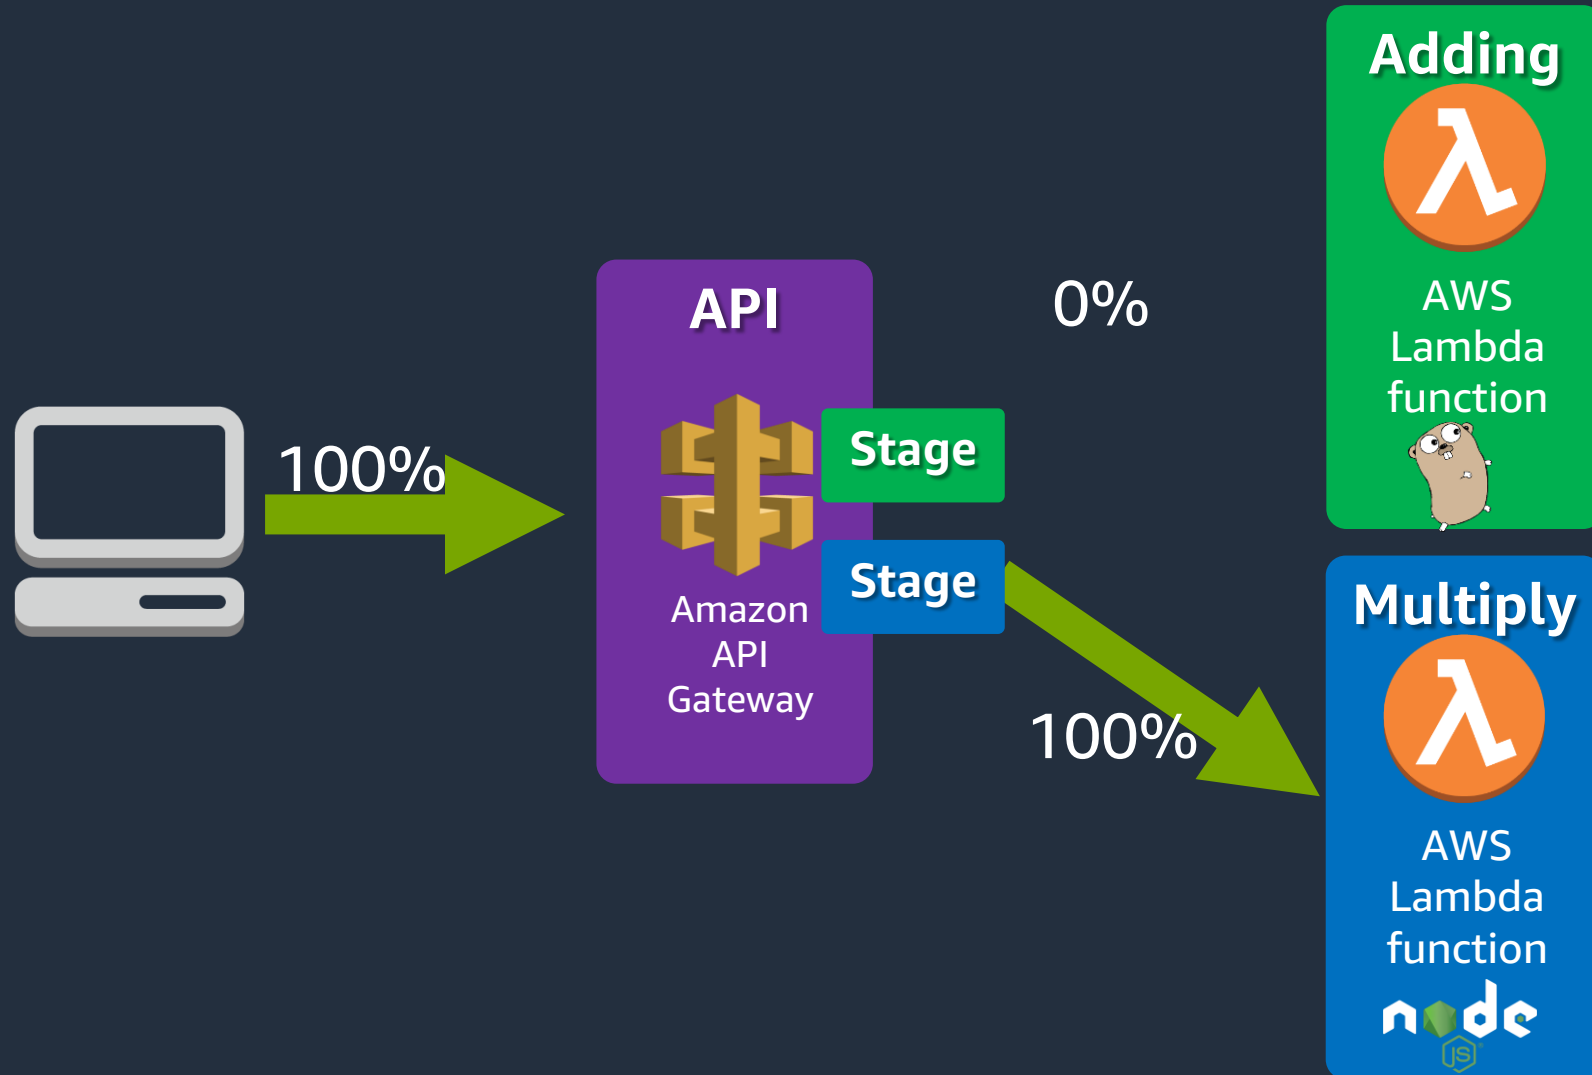 100%
API
Amazon
API
Gateway
Stage
Stage
0%
100%
Adding
AWS
Lambda
function
Multiply
AWS
Lambda
function
node
JS